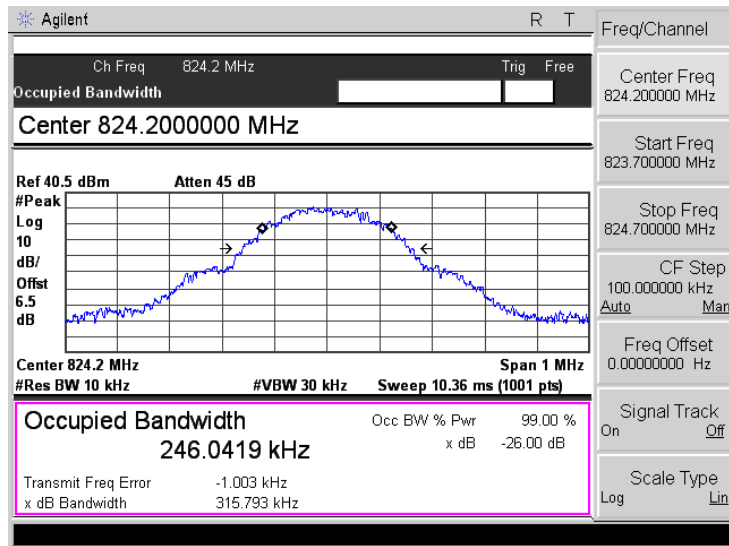 Agilent R T
Ch Freq 824.2 MHz Trig Free
Occupied Bandwidth
Center 824.2000000 MHz
Ref 40.5 dBm Atten 45 dB
#Peak
Log
10
dB/
Offst
6.5
dB
Center 824.2 MHz Span 1 MHz
#Res BW 10 kHz #VBW 30 kHz Sweep 10.36 ms (1001 pts)
Occupied Bandwidth
246.0419 kHz
Occ BW % Pwr 99.00 %
x dB -26.00 dB
Transmit Freq Error -1.003 kHz
x dB Bandwidth 315.793 kHz
Freq/Channel
Center Freq
824.200000 MHz
Start Freq
823.700000 MHz
Stop Freq
824.700000 MHz
CF Step
100.000000 kHz
Auto Man
Freq Offset
0.00000000 Hz
Signal Track
On Off
Scale Type
Log Lin